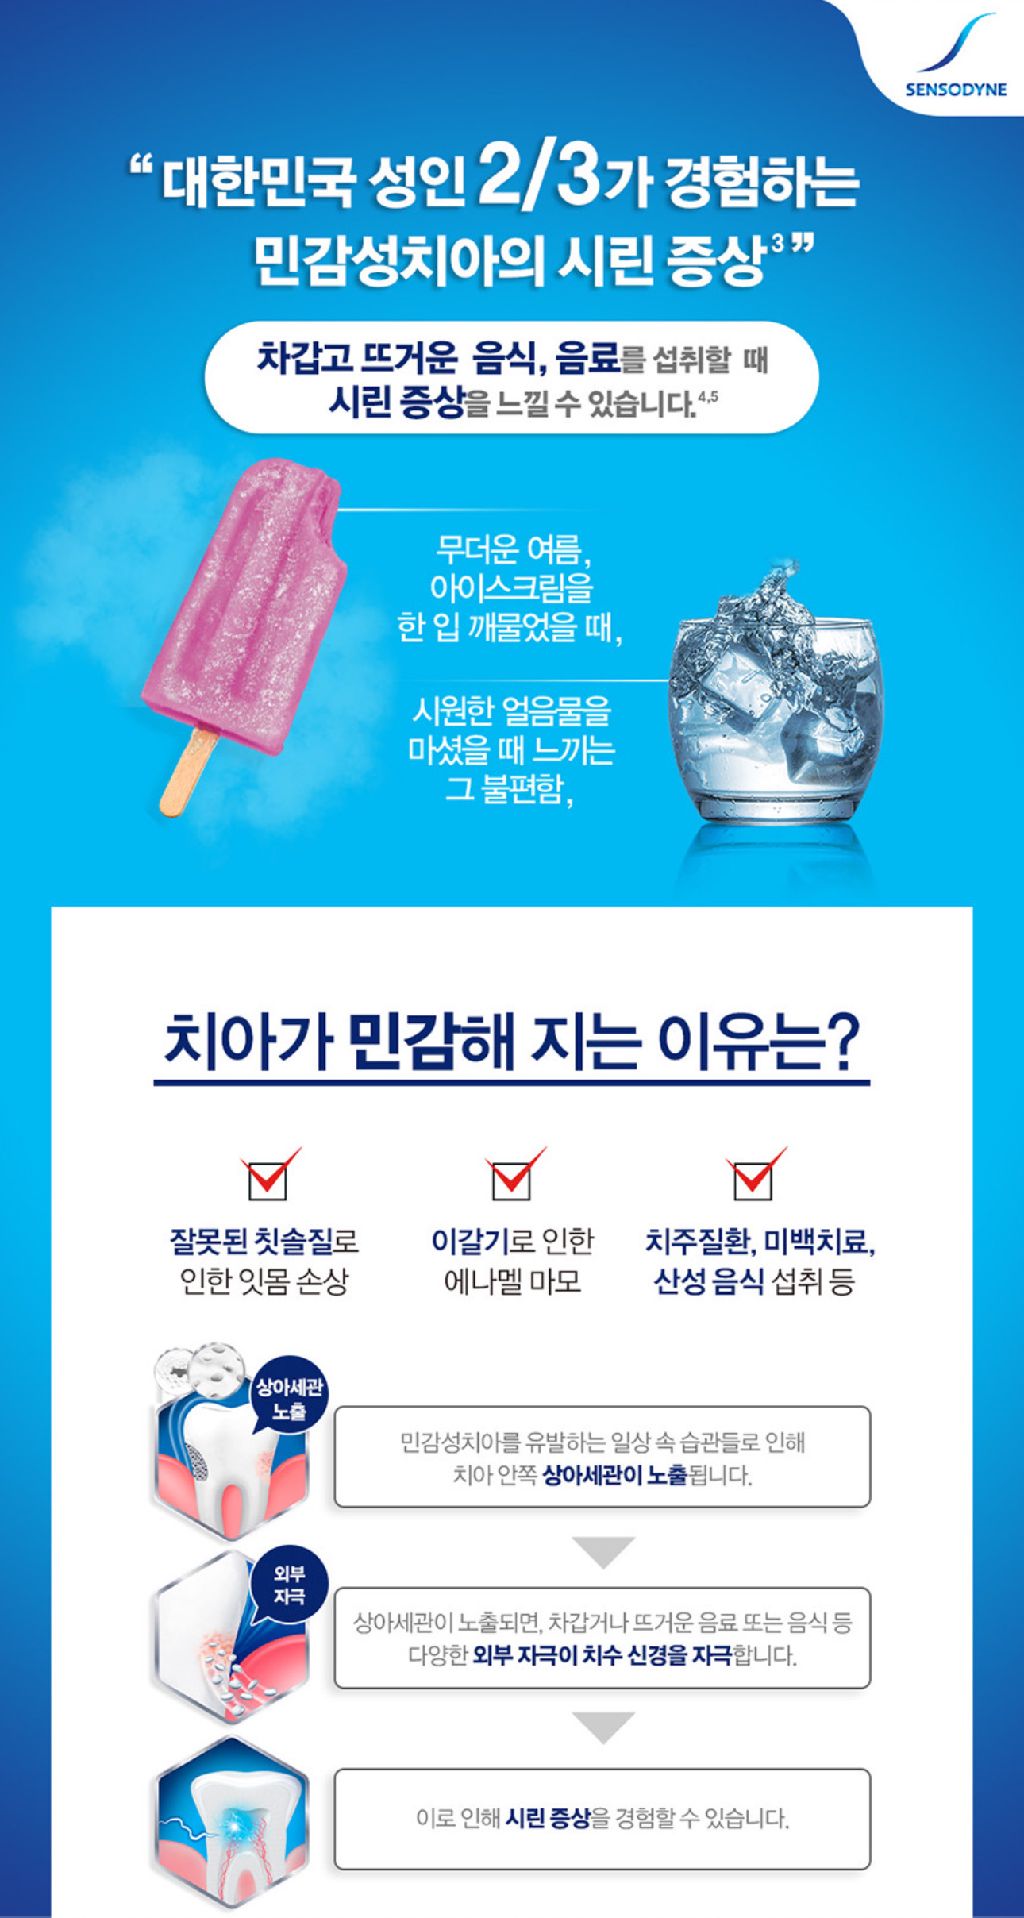 SENSODYNE
“대한민국 성인 2/3가 경험하는
민감성치아의 시린 증상³”
차갑고 뜨거운 음식, 음료를 섭취할 때
시린 증상을 느낄 수 있습니다.⁴,⁵
무더운 여름,
아이스크림을
한 입 깨물었을 때,
시원한 얼음물을
마셨을 때 느끼는
그 불편함,
치아가 민감해 지는 이유는?
잘못된 칫솔질로
인한 잇몸 손상
이갈기로 인한
에나멜 마모
치주질환, 미백치료,
산성 음식 섭취 등
상아세관
노출
민감성치아를 유발하는 일상 속 습관들로 인해
치아 안쪽 상아세관이 노출됩니다.
외부
자극
상아세관이 노출되면, 차갑거나 뜨거운 음료 또는 음식 등
다양한 외부 자극이 치수 신경을 자극합니다.
이로 인해 시린 증상을 경험할 수 있습니다.